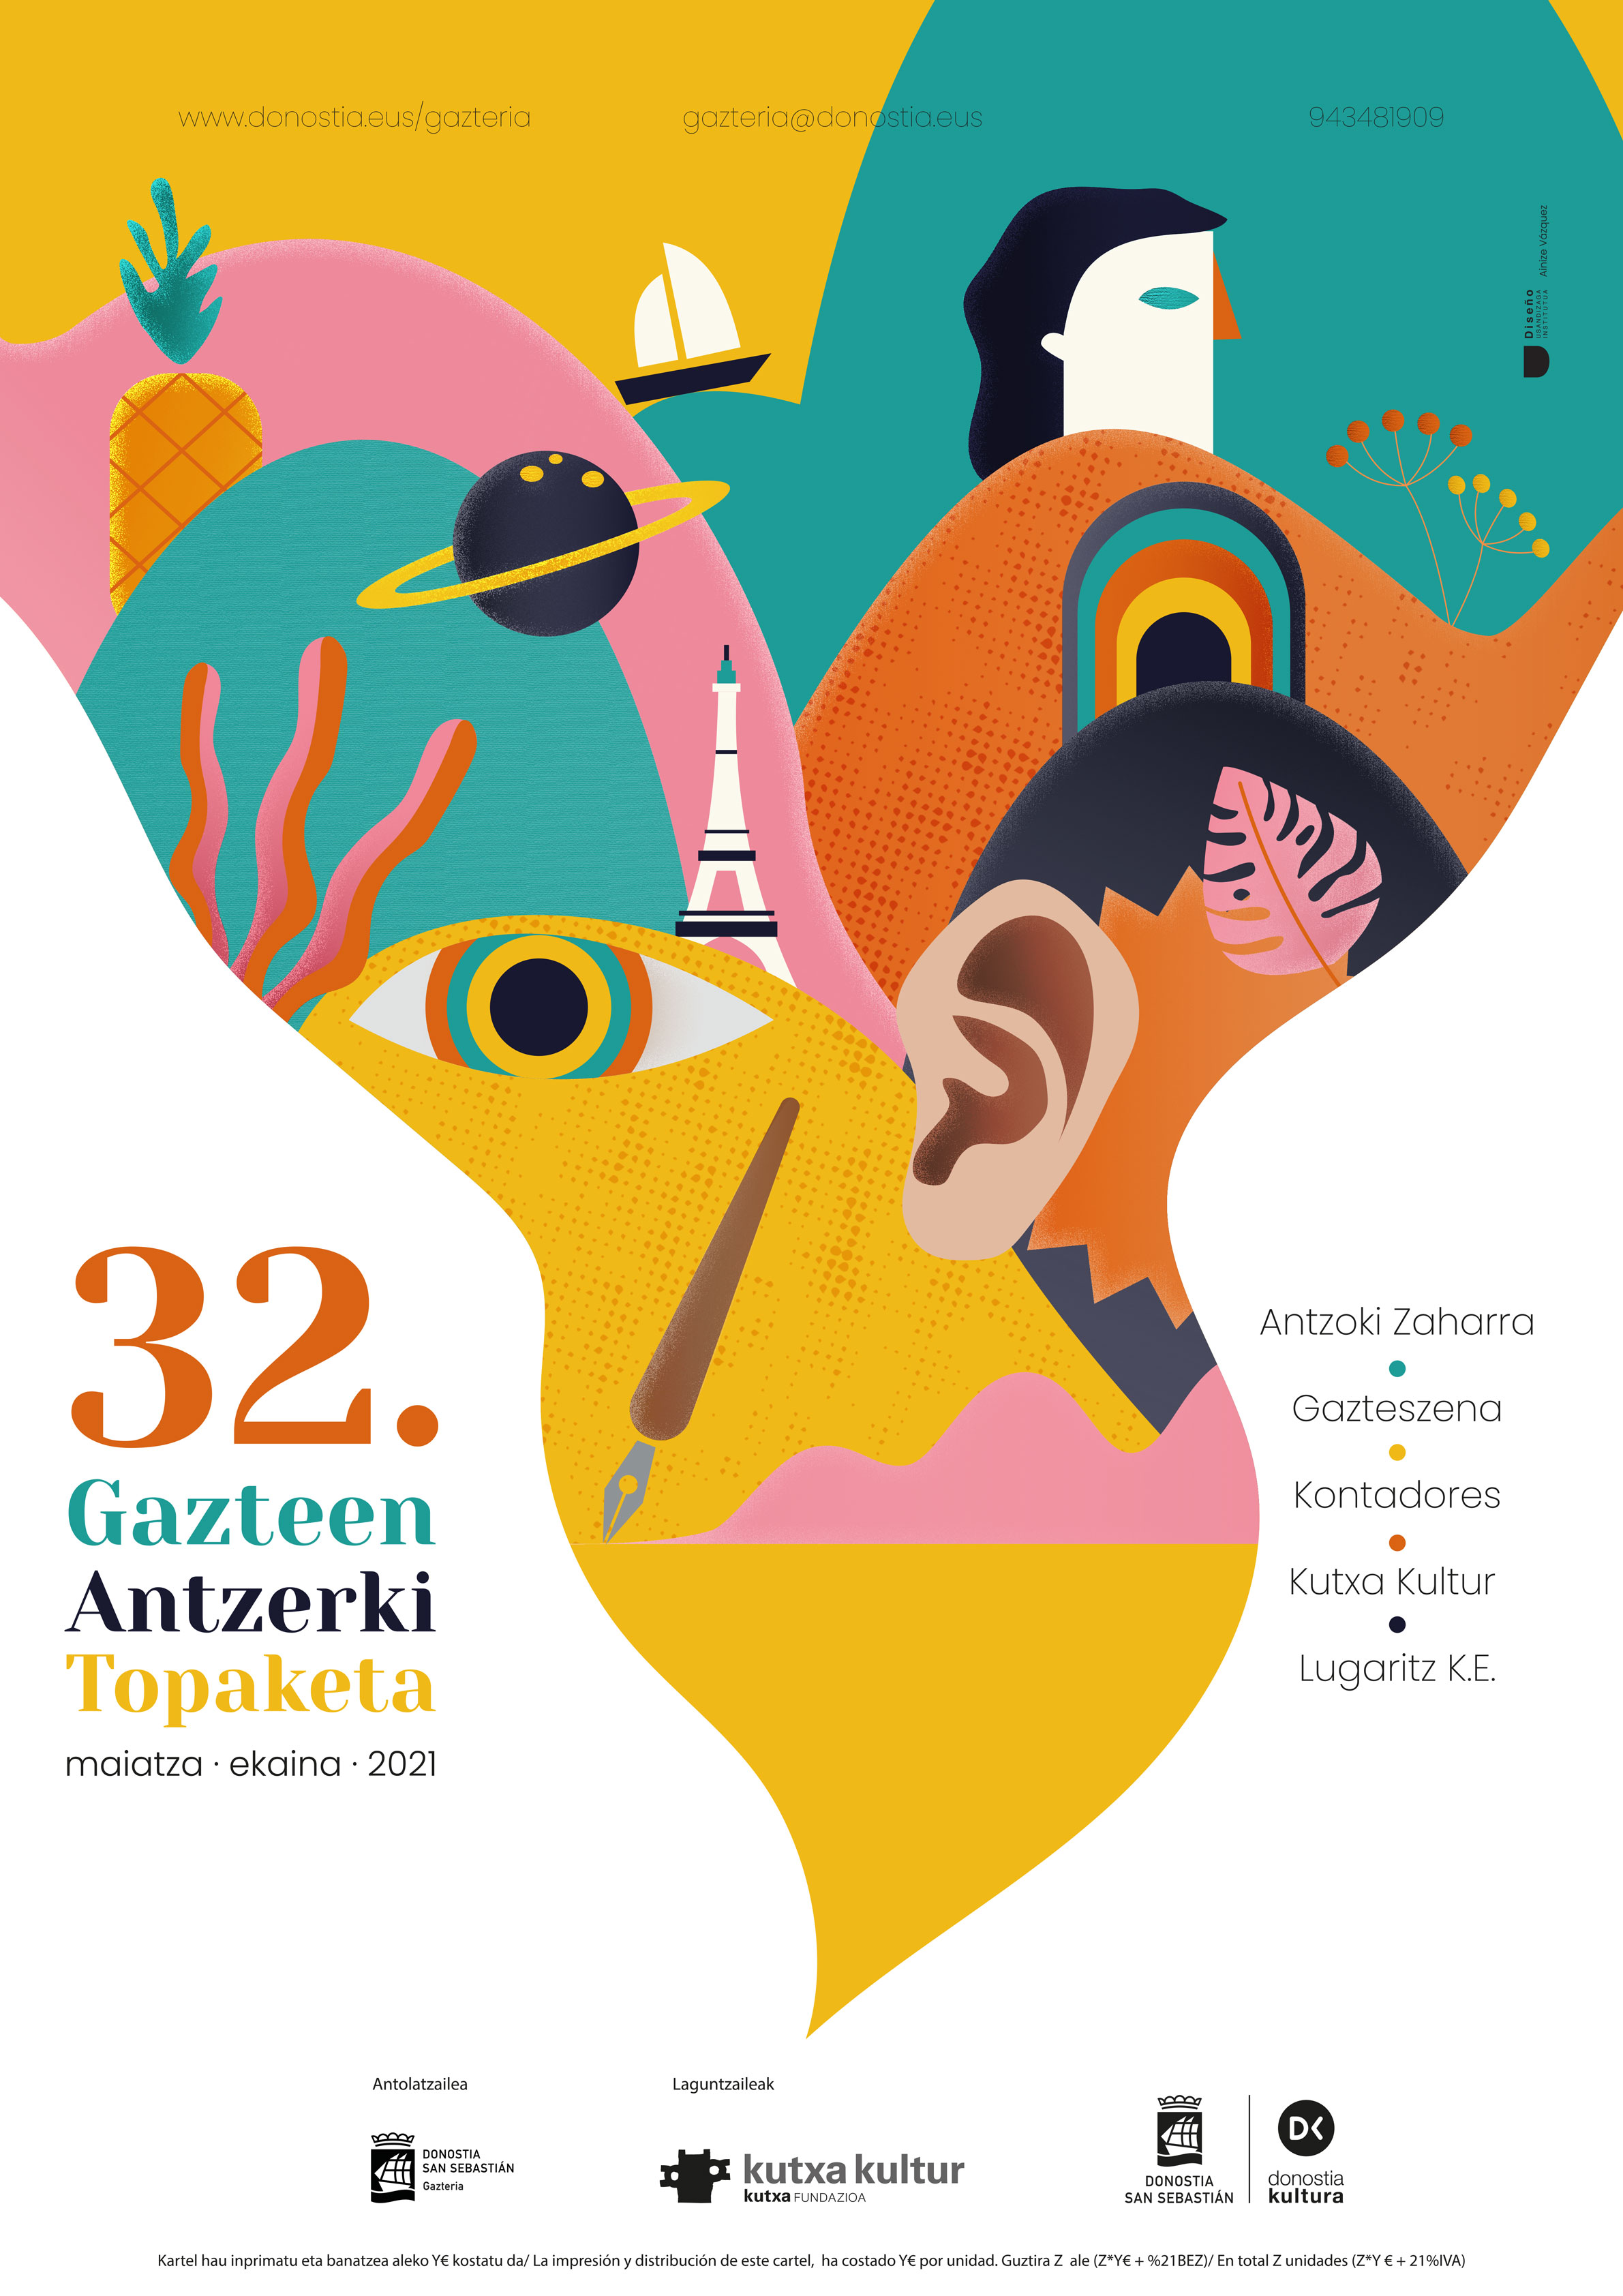 www.donostia.eus/gazteria
gazteria@donostia.eus
943481909
Ainize Vázquez
Diseño
USANDIZAGA
INSTITUTUA
32.
Gazteen
Antzerki
Topaketa
maiatza · ekaina · 2021
Antzoki Zaharra
Gazteszena
Kontadores
Kutxa Kultur
Lugaritz K.E.
Antolatzailea
DONOSTIA
SAN SEBASTIÁN
Gazteria
Laguntzaileak
kutxa kultur
kutxa FUNDAZIOA
DONOSTIA
SAN SEBASTIÁN
DK
donostia
kultura
Kartel hau inprimatu eta banatzea aleko Y€ kostatu da/ La impresión y distribución de este cartel, ha costado Y€ por unidad. Guztira Z ale (Z*Y€ + %21BEZ)/ En total Z unidades (Z*Y € + 21%IVA)